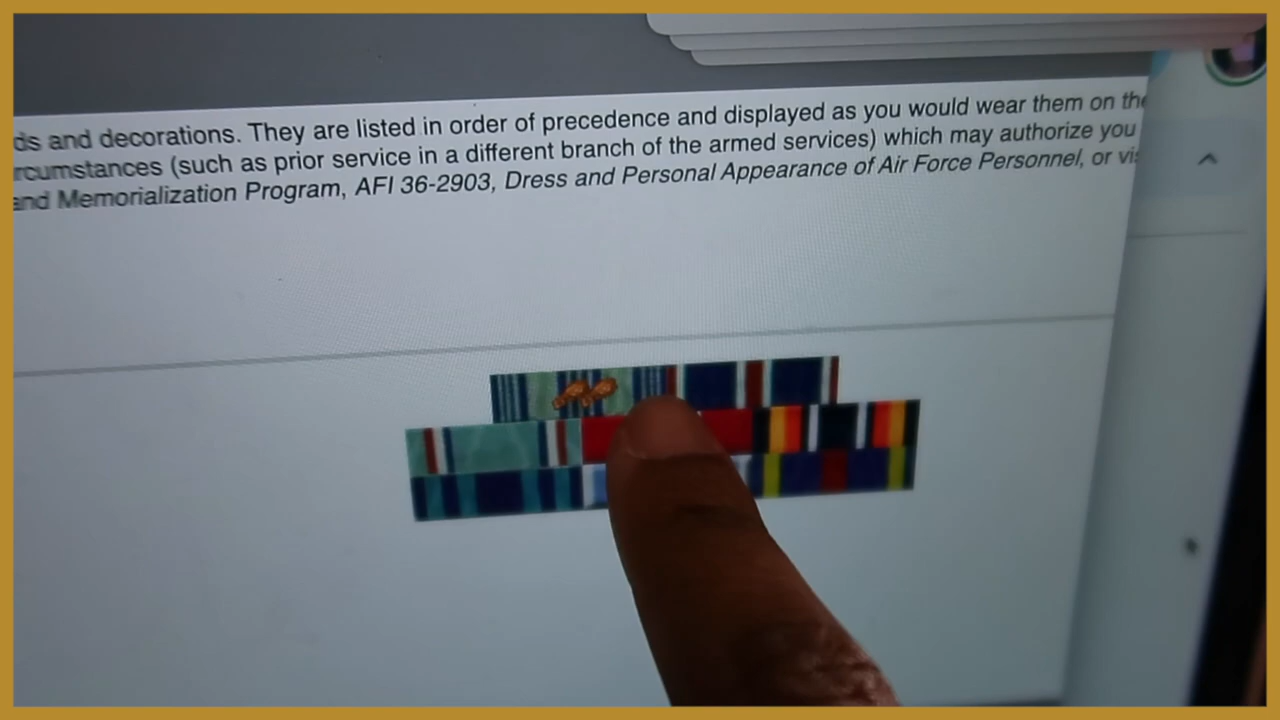 ds and decorations. They are listed in order of precedence and displayed as you would wear them on the
rcumstances (such as prior service in a different branch of the armed services) which may authorize you
and Memorialization Program, AFI 36-2903, Dress and Personal Appearance of Air Force Personnel, or vis